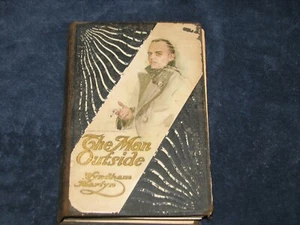 The Man
Outside
Wyndham
Martyn